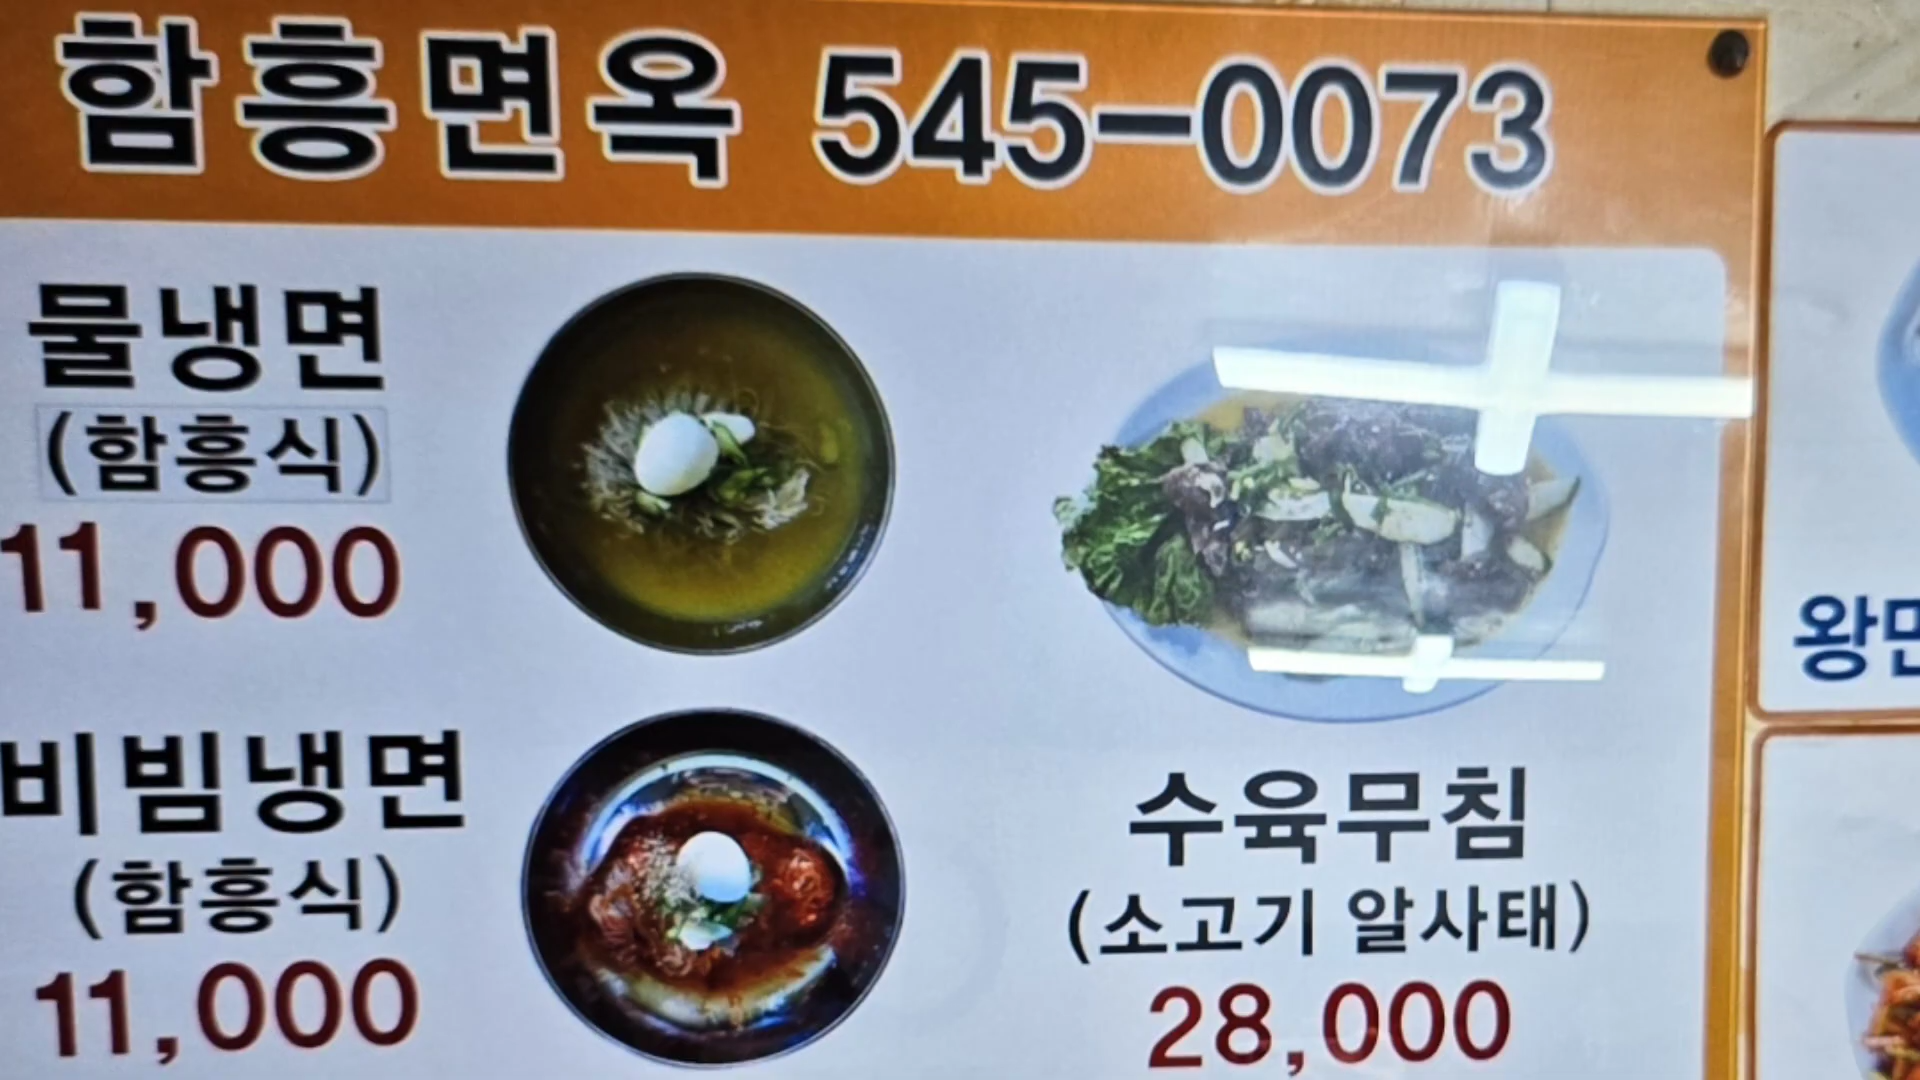 함흥면옥 545-0073
물냉면
(함흥식)
11,000
비빔냉면
(함흥식)
11,000
수육무침
(소고기 알사태)
28,000